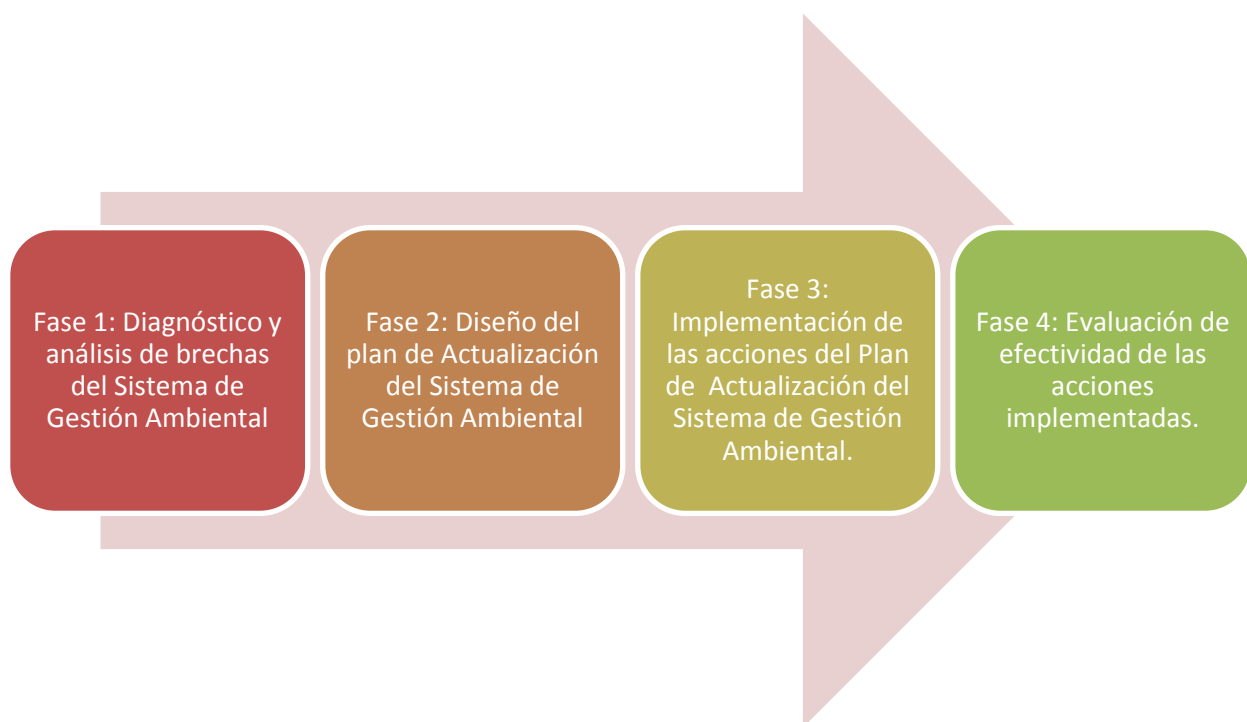 Fase 1: Diagnóstico y
análisis de brechas
del Sistema de
Gestión Ambiental
Fase 2: Diseño del
plan de Actualización
del Sistema de
Gestión Ambiental
Fase 3:
Implementación de
las acciones del Plan
de  Actualización del
Sistema de Gestión
Ambiental.
Fase 4: Evaluación de
efectividad de las
acciones
implementadas.